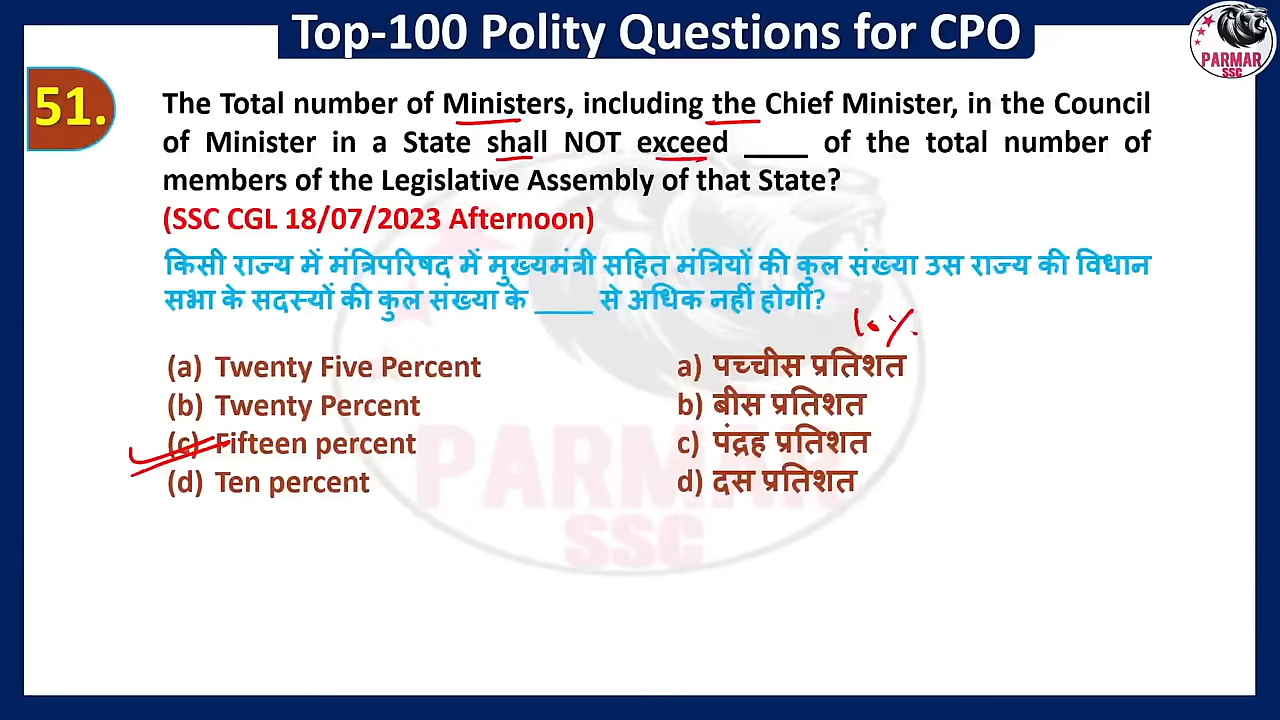 Top-100 Polity Questions for CPO
PARMAR
SSC
51.
The Total number of Ministers, including the Chief Minister, in the Council
of Minister in a State shall NOT exceed ____ of the total number of
members of the Legislative Assembly of that State?
(SSC CGL 18/07/2023 Afternoon)
किसी राज्य में मंत्रिपरिषद में मुख्यमंत्री सहित मंत्रियों की कुल संख्या उस राज्य की विधान
सभा के सदस्यों की कुल संख्या के ____ से अधिक नहीं होगी?
10%
(a) Twenty Five Percent
(b) Twenty Percent
(c) Fifteen percent
(d) Ten percent
a) पच्चीस प्रतिशत
b) बीस प्रतिशत
c) पंद्रह प्रतिशत
d) दस प्रतिशत
PARMAR
SSC